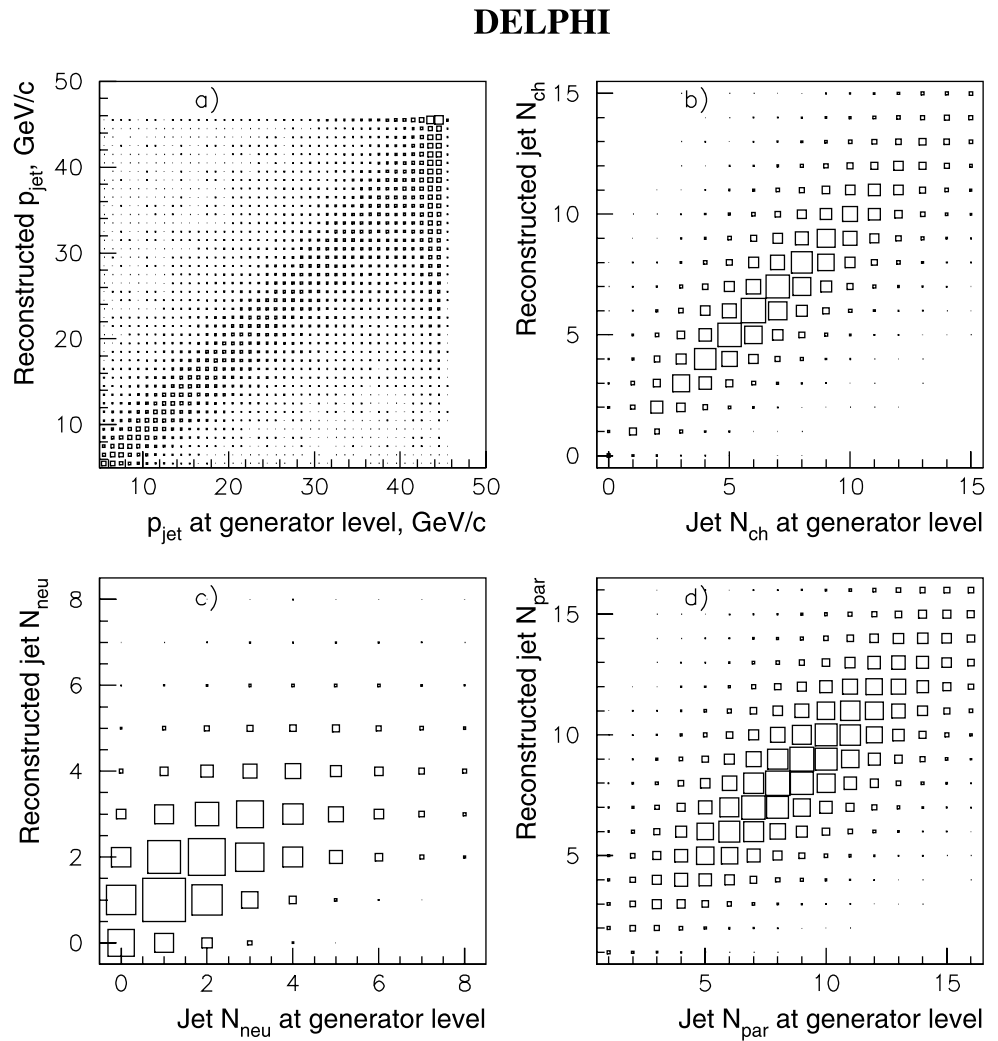 DELPHI
Reconstructed p_jet, GeV/c
a)
50
40
30
20
10
10 20 30 40 50
p_jet at generator level, GeV/c
Reconstructed jet N_ch
b)
15
10
5
0
0 5 10 15
Jet N_ch at generator level
Reconstructed jet N_neu
c)
8
6
4
2
0
0 2 4 6 8
Jet N_neu at generator level
Reconstructed jet N_par
d)
15
10
5
5 10 15
Jet N_par at generator level